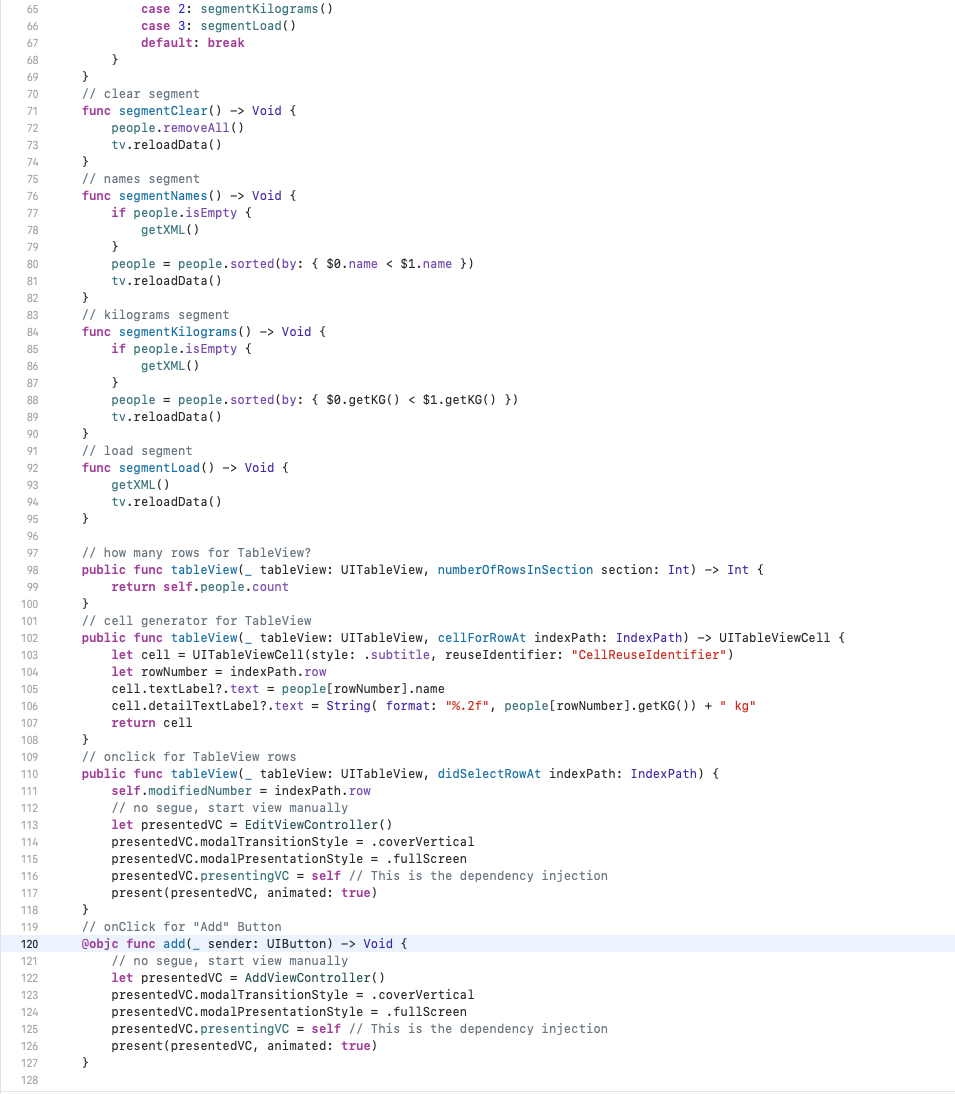 65 case 2: segmentKilograms()
66 case 3: segmentLoad()
67 default: break
68 }
69 }
70 // clear segment
71 func segmentClear() -> Void {
72 people.removeAll()
73 tv.reloadData()
74 }
75 // names segment
76 func segmentNames() -> Void {
77 if people.isEmpty {
78 getXML()
79 }
80 people = people.sorted(by: { $0.name < $1.name })
81 tv.reloadData()
82 }
83 // kilograms segment
84 func segmentKilograms() -> Void {
85 if people.isEmpty {
86 getXML()
87 }
88 people = people.sorted(by: { $0.getKG() < $1.getKG() })
89 tv.reloadData()
90 }
91 // load segment
92 func segmentLoad() -> Void {
93 getXML()
94 tv.reloadData()
95 }
96
97 // how many rows for TableView?
98 public func tableView(_ tableView: UITableView, numberOfRowsInSection section: Int) -> Int {
99 return self.people.count
100 }
101 // cell generator for TableView
102 public func tableView(_ tableView: UITableView, cellForRowAt indexPath: IndexPath) -> UITableViewCell {
103 let cell = UITableViewCell(style: .subtitle, reuseIdentifier: "CellReuseIdentifier")
104 let rowNumber = indexPath.row
105 cell.textLabel?.text = people[rowNumber].name
106 cell.detailTextLabel?.text = String( format: "%.2f", people[rowNumber].getKG()) + " kg"
107 return cell
108 }
109 // onclick for TableView rows
110 public func tableView(_ tableView: UITableView, didSelectRowAt indexPath: IndexPath) {
111 self.modifiedNumber = indexPath.row
112 // no segue, start view manually
113 let presentedVC = EditViewController()
114 presentedVC.modalTransitionStyle = .coverVertical
115 presentedVC.modalPresentationStyle = .fullScreen
116 presentedVC.presentingVC = self // This is the dependency injection
117 present(presentedVC, animated: true)
118 }
119 // onClick for "Add" Button
120 @objc func add(_ sender: UIButton) -> Void {
121 // no segue, start view manually
122 let presentedVC = AddViewController()
123 presentedVC.modalTransitionStyle = .coverVertical
124 presentedVC.modalPresentationStyle = .fullScreen
125 presentedVC.presentingVC = self // This is the dependency injection
126 present(presentedVC, animated: true)
127 }
128